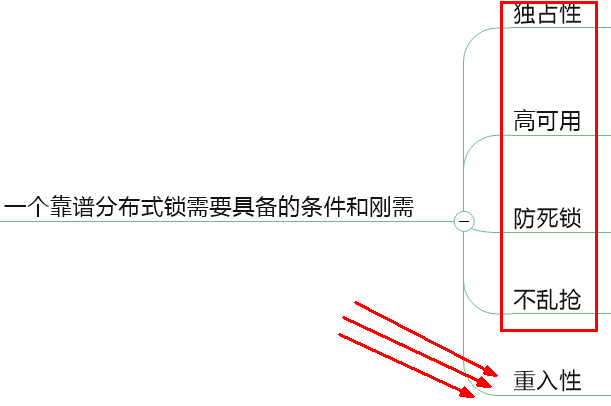 独占性
高可用
一个靠谱分布式锁需要具备的条件和刚需
防死锁
不乱抢
重入性